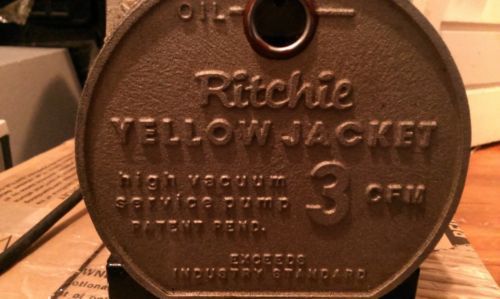 OIL
Ritchie
YELLOW JACKET
high vacuum
service pump
3 CFM
PATENT PEND.
EXCEEDS
INDUSTRY STANDARD